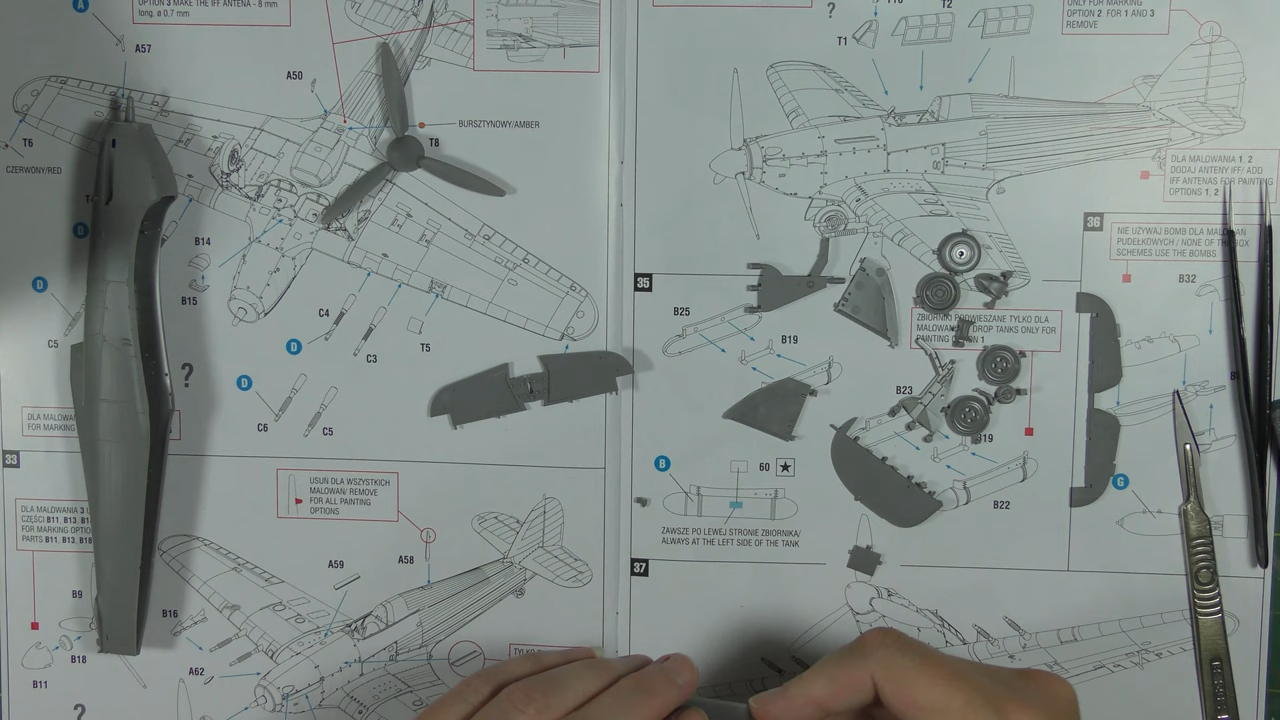 A
OPTION 3 MAKE THE IFF ANTENA - 8 mm
long, ø 0,7 mm
A57
A50
BURSZTYNOWY/AMBER
T6
T8
CZERWONY/RED
D
B14
B15
D
C5
C4
D
C3
T5
?
D
C6
C5
DLA MALOWAŃ
FOR MARKING
33
USUŃ DLA WSZYSTKICH
MALOWAŃ/ REMOVE
FOR ALL PAINTING
OPTIONS
DLA MALOWAŃ 3
CZĘŚCI B11, B13,
FOR MARKING
PARTS B11, B13, B18
A59
A58
B9
B16
B18
B11
A62
?
?
T2
T1
ONLY FOR MARKING
OPTION 2. FOR 1 AND 3
REMOVE
DLA MALOWANIA 1, 2
DODAJ ANTENY IFF/ ADD
IFF ANTENAS FOR PAINTING
OPTIONS 1, 2
36
NIE UŻYWAJ BOMB DLA
PUDEŁKOWYCH / NONE OF THE BOX
SCHEMES USE THE BOMBS
B32
35
B25
B19
ZBIORNIKI PODWIESZANE TYLKO DLA
DROP TANKS ONLY FOR
PAINTING OPTION 1
B23
B19
B
60
G
B22
ZAWSZE PO LEWEJ STRONIE ZBIORNIKA/
ALWAYS AT THE LEFT SIDE OF THE TANK
37